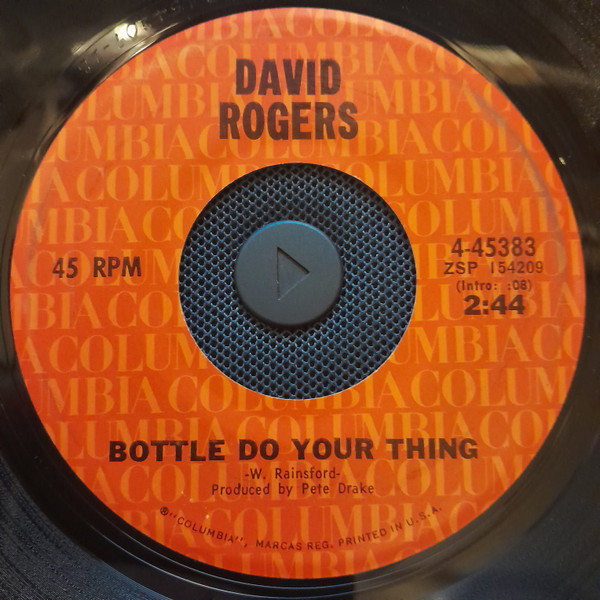 DAVID
ROGERS
45 RPM
4-45383
ZSP 154209
(Intro: :08)
2:44
BOTTLE DO YOUR THING
-W. Rainsford-
Produced by Pete Drake
®"COLUMBIA", MARCAS REG. PRINTED IN U.S.A.
COLUMBIA